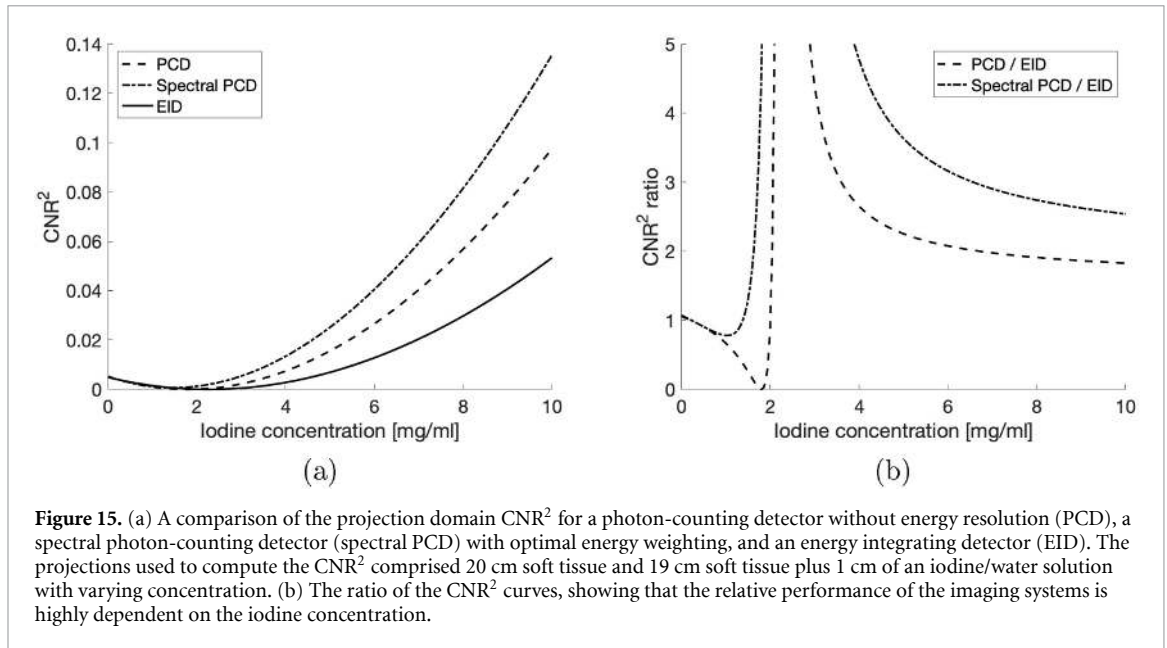 0.14
0.12
0.1
0.08
0.06
0.04
0.02
0
CNR²
PCD
Spectral PCD
EID
0 2 4 6 8 10
Iodine concentration [mg/ml]
(a)
5
4
3
2
1
0
CNR² ratio
PCD / EID
Spectral PCD / EID
0 2 4 6 8 10
Iodine concentration [mg/ml]
(b)
Figure 15. (a) A comparison of the projection domain CNR² for a photon-counting detector without energy resolution (PCD), a
spectral photon-counting detector (spectral PCD) with optimal energy weighting, and an energy integrating detector (EID). The
projections used to compute the CNR² comprised 20 cm soft tissue and 19 cm soft tissue plus 1 cm of an iodine/water solution
with varying concentration. (b) The ratio of the CNR² curves, showing that the relative performance of the imaging systems is
highly dependent on the iodine concentration.